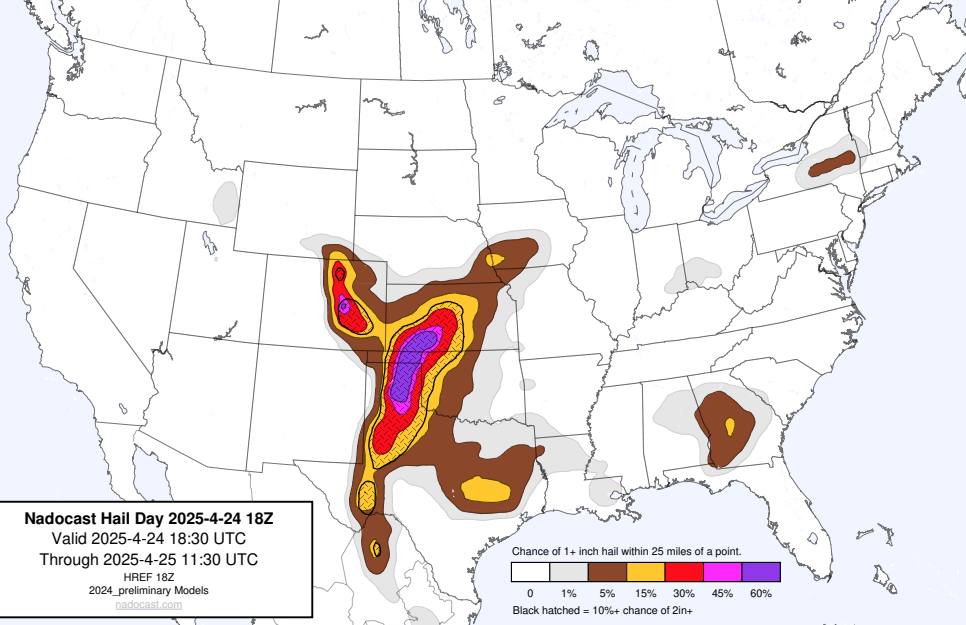 Nadocast Hail Day 2025-4-24 18Z
Valid 2025-4-24 18:30 UTC
Through 2025-4-25 11:30 UTC
HREF 18Z
2024_preliminary Models
nadocast.com
Chance of 1+ inch hail within 25 miles of a point.
0 1% 5% 15% 30% 45% 60%
Black hatched = 10%+ chance of 2in+